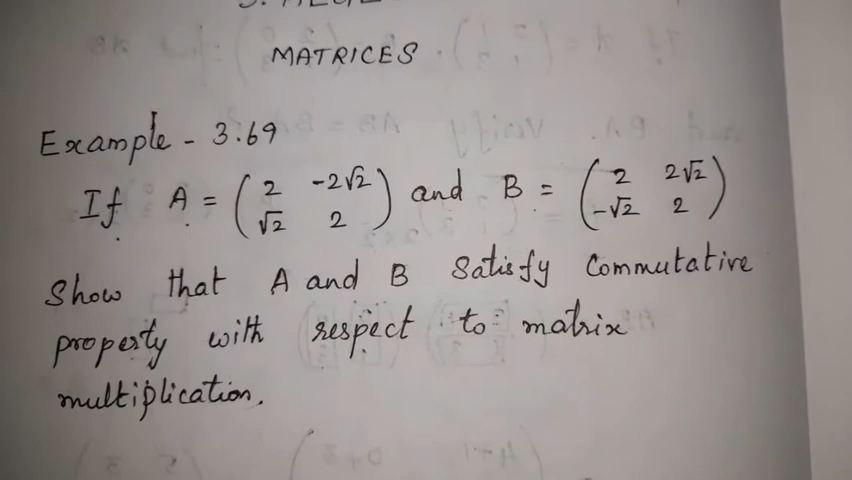 MATRICES
Example - 3.69
If A = ( 2 -2√2 ) and B = ( 2 2√2 )
( √2 2 ) ( -√2 2 )
Show that A and B Satisfy Commutative
property with respect to matrix
multiplication.